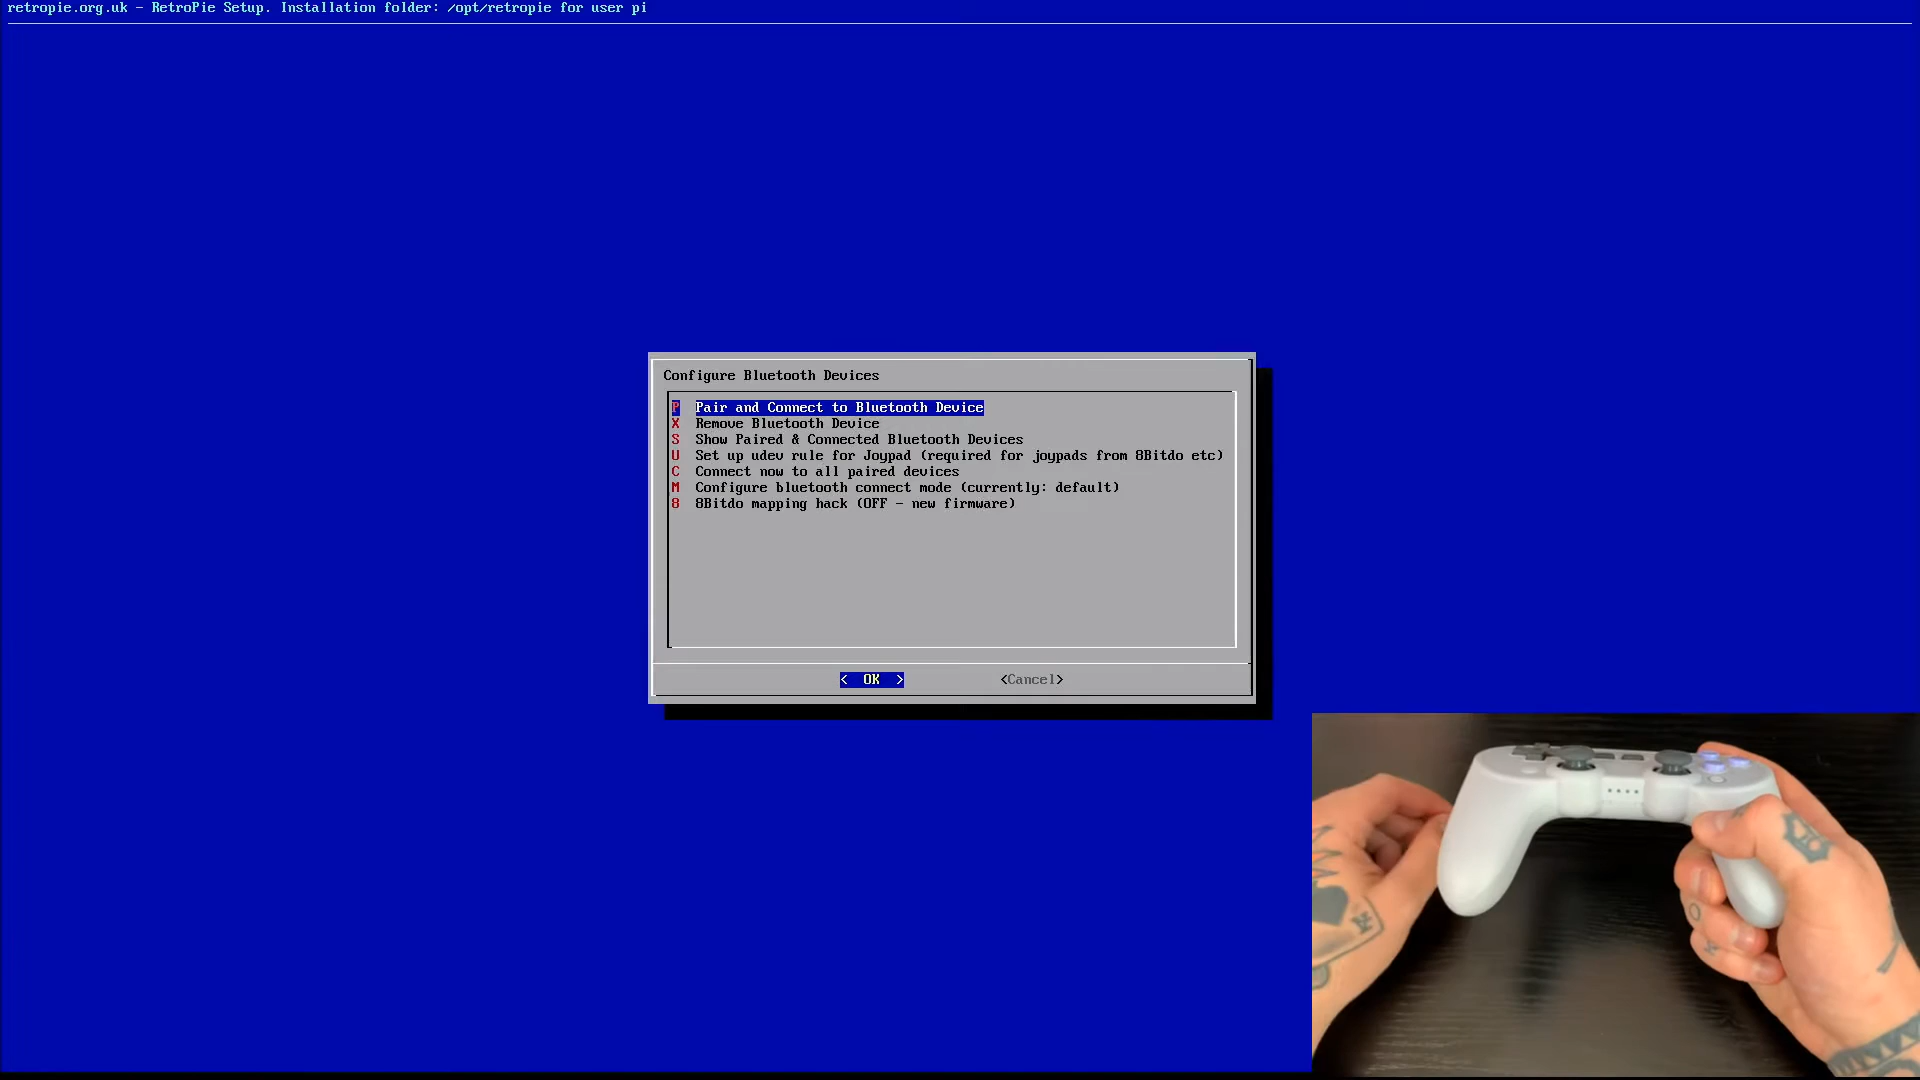 retropie.org.uk - RetroPie Setup. Installation folder: /opt/retropie for user pi
Configure Bluetooth Devices
P Pair and Connect to Bluetooth Device
X Remove Bluetooth Device
S Show Paired & Connected Bluetooth Devices
U Set up udev rule for Joypad (required for joypads from 8Bitdo etc)
C Connect now to all paired devices
M Configure bluetooth connect mode (currently: default)
8 8Bitdo mapping hack (OFF - new firmware)
< OK >
<Cancel>